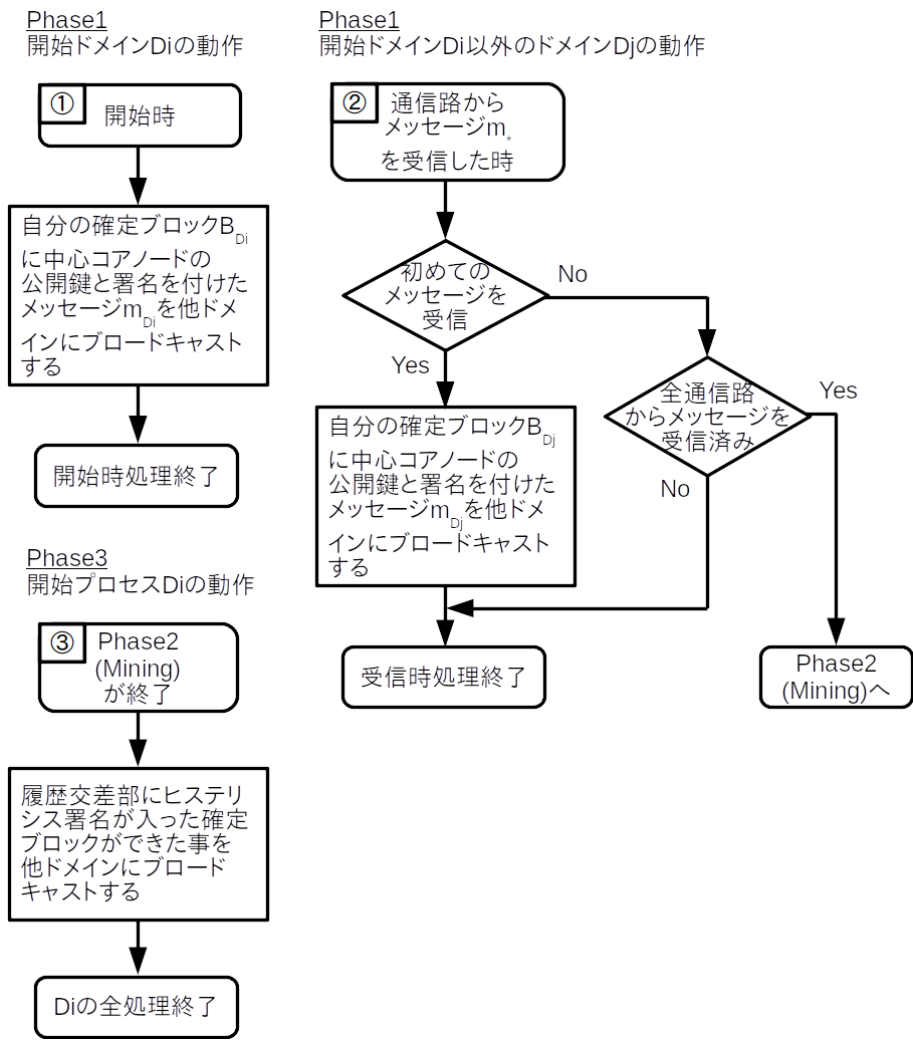 Phase1
開始ドメインDiの動作
①
開始時
自分の確定ブロックB_Di
に中心コアノードの
公開鍵と署名を付けた
メッセージm_Diを他ドメ
インにブロードキャスト
する
開始時処理終了
Phase3
開始プロセスDiの動作
③
Phase2
(Mining)
が終了
履歴交差部にヒステリ
シス署名が入った確定
ブロックができた事を
他ドメインにブロード
キャストする
Diの全処理終了
Phase1
開始ドメインDi以外のドメインDjの動作
②
通信路から
メッセージm_*
を受信した時
初めての
メッセージを
受信
No
Yes
全通信路
からメッセージを
受信済み
Yes
No
自分の確定ブロックB_Dj
に中心コアノードの
公開鍵と署名を付けた
メッセージm_Djを他ドメ
インにブロードキャスト
する
受信時処理終了
Phase2
(Mining)へ